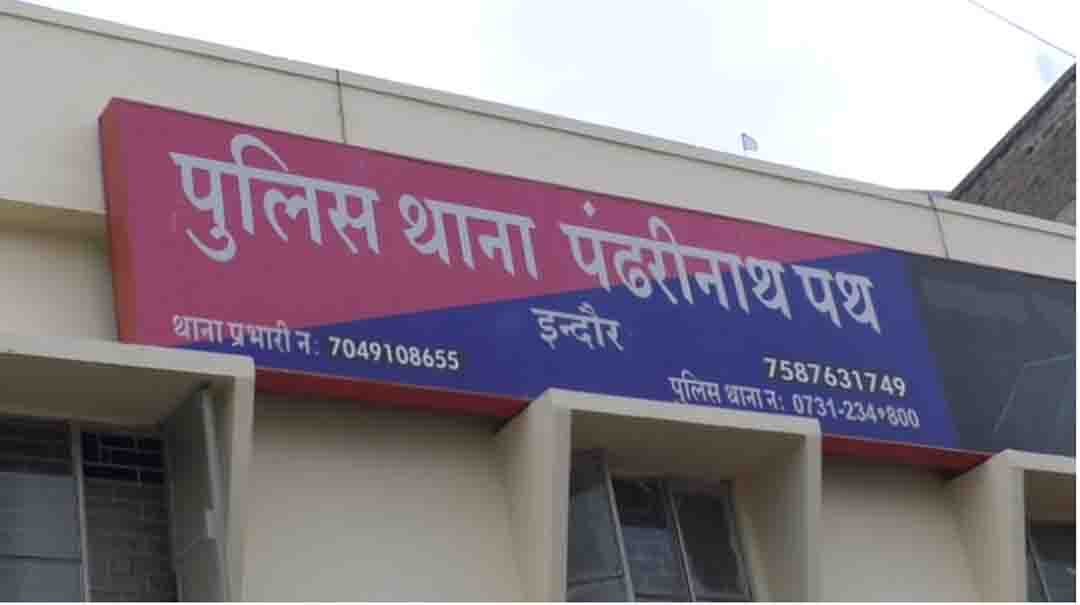 पुलिस थाना पंढरीनाथ पथ
इन्दौर
थाना प्रभारी न: 7049108655
7587631749
पुलिस थाना न: